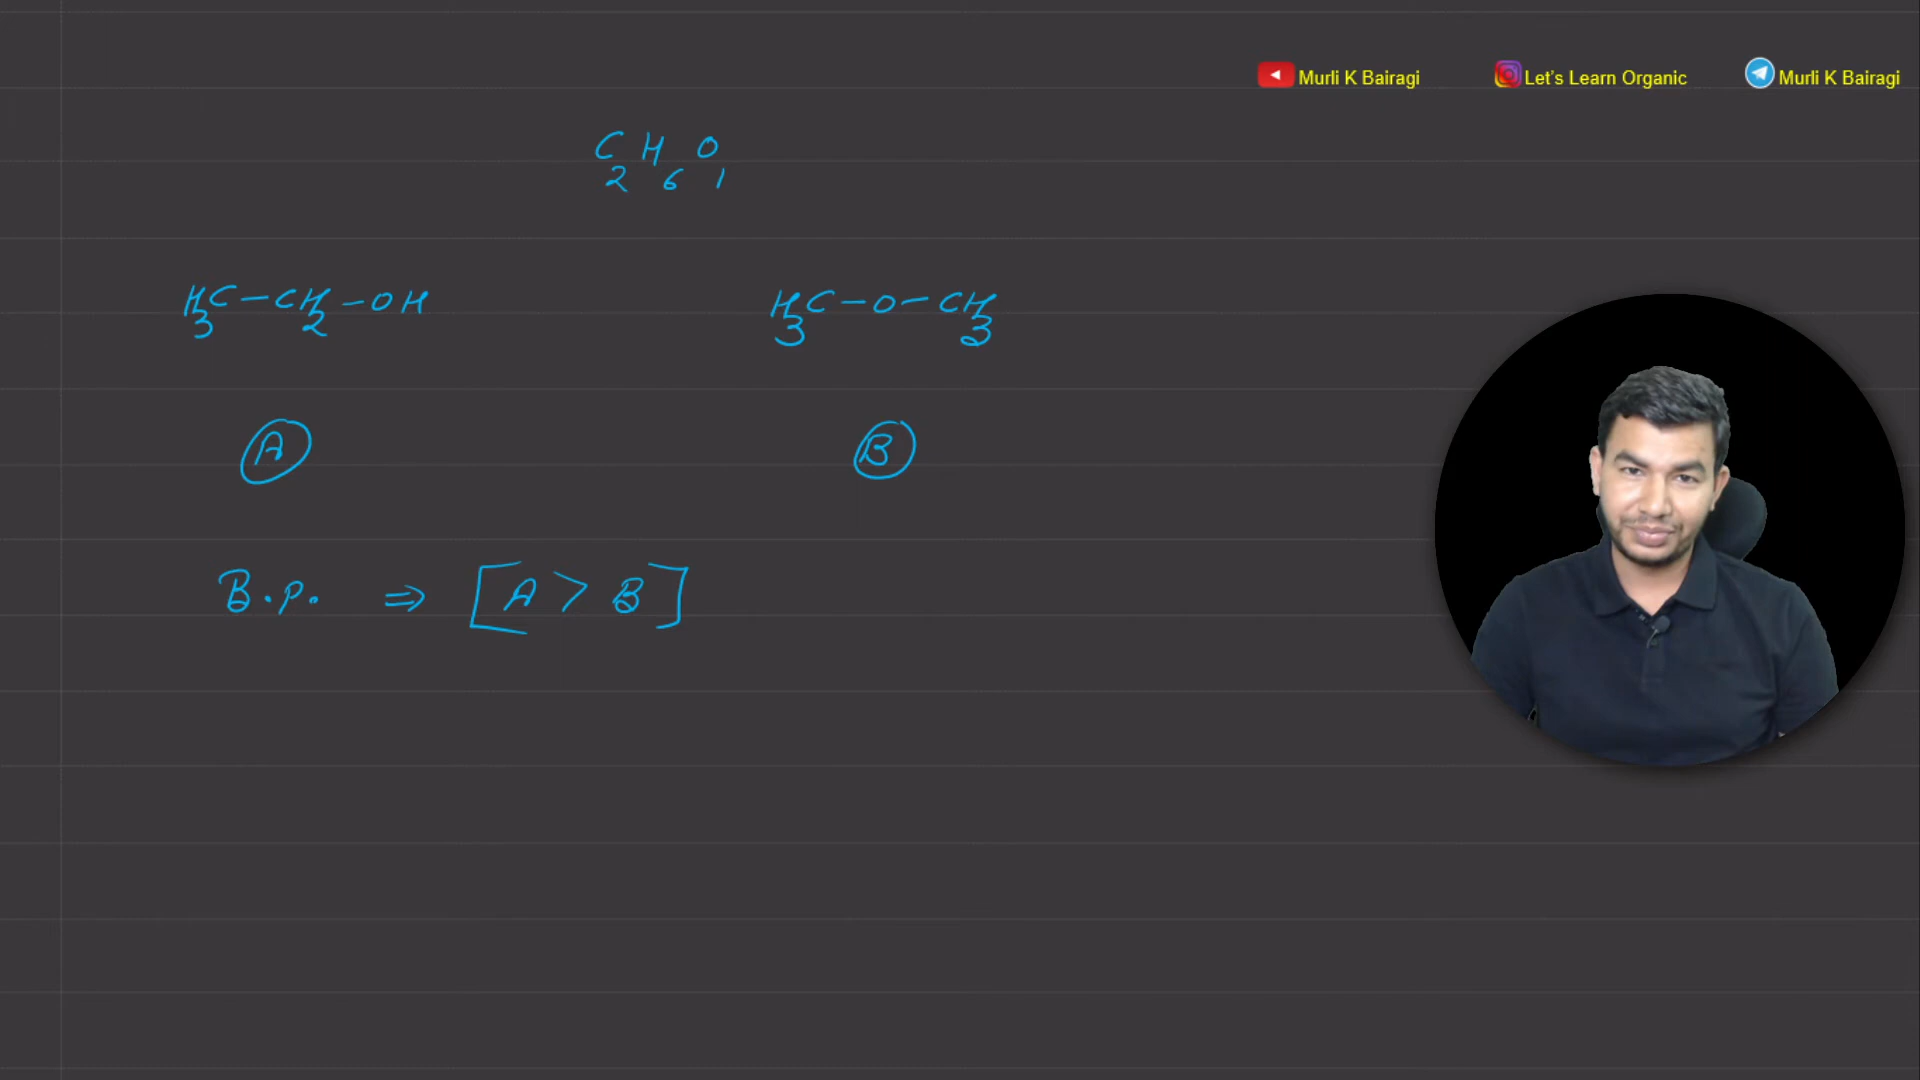 Murli K Bairagi Let's Learn Organic Murli K Bairagi
C₂H₆O₁
H₃C-CH₂-OH H₃C-O-CH₃
A B
B.P. ⇒ [A > B]